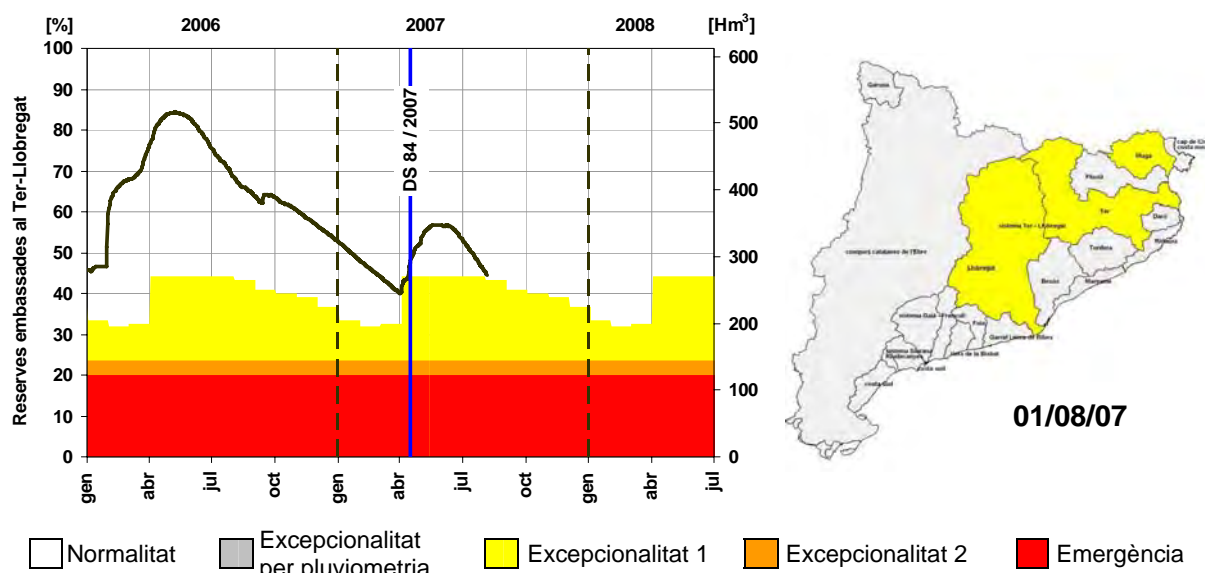 [%]
2006
2007
[Hm³]
2008
100
90
80
70
60
50
40
30
20
10
0
600
500
400
300
200
100
0
Reserves embassades al Ter-Llobregat
DS 84 / 2007
gen
abr
jul
oct
gen
abr
jul
oct
gen
abr
jul
Garona
Muga
Fluvià
Ter
Daró
sistema Ter - Llobregat
Tordera
conques catalanes de l'Ebre
Llobregat
Besòs
Maresme
Foix
01/08/07
Normalitat
Excepcionalitat
per pluviometria
Excepcionalitat 1
Excepcionalitat 2
Emergència